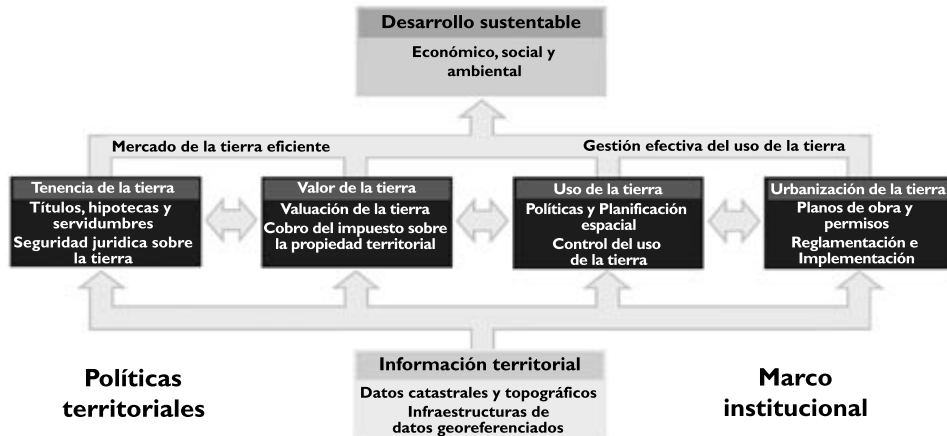 Desarrollo sustentable
Económico, social y
ambiental
Mercado de la tierra eficiente
Gestión efectiva del uso de la tierra
Tenencia de la tierra
Títulos, hipotecas y
servidumbres
Seguridad juridica sobre
la tierra
Valor de la tierra
Valuación de la tierra
Cobro del impuesto sobre
la propiedad territorial
Uso de la tierra
Políticas y Planificación
espacial
Control del uso
de la tierra
Urbanización de la tierra
Planos de obra y
permisos
Reglamentación e
Implementación
Políticas
territoriales
Información territorial
Datos catastrales y topográficos
Infraestructuras de
datos georeferenciados
Marco
institucional